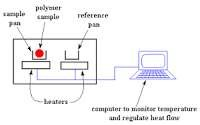 polymer
sample
sample
pan
reference
pan
heaters
computer to monitor temperature
and regulate heat flow